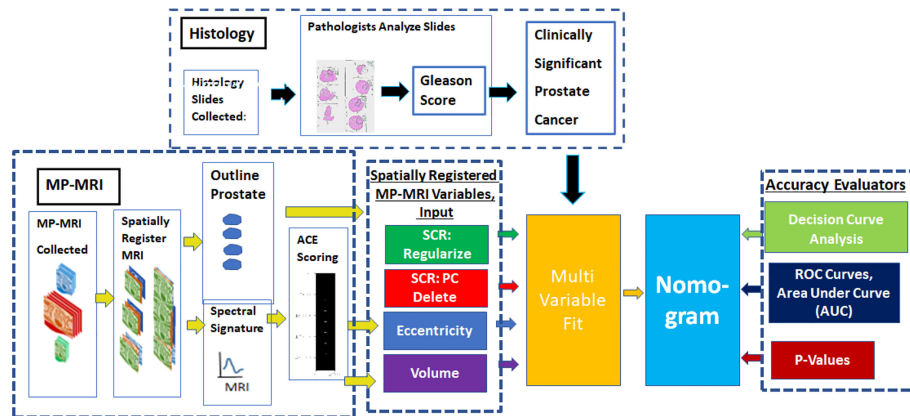 Histology
Pathologists Analyze Slides
Histology
Slides
Collected:
Gleason
Score
Clinically
Significant
Prostate
Cancer
MP-MRI
MP-MRI
Collected
Spatially
Register
MRI
Outline
Prostate
Spectral
Signature
MRI
ACE
Scoring
Spatially Registered
MP-MRI Variables,
Input
SCR:
Regularize
SCR: PC
Delete
Eccentricity
Volume
Multi
Variable
Fit
Nomo-
gram
Accuracy Evaluators
Decision Curve
Analysis
ROC Curves,
Area Under Curve
(AUC)
P-Values